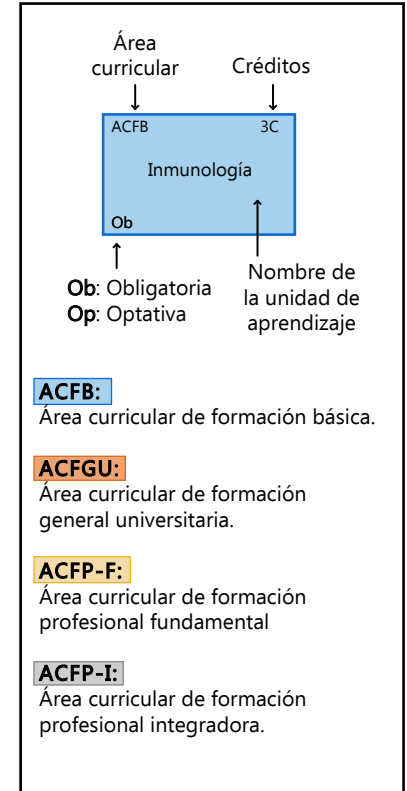 Área
curricular
Créditos
ACFB
3C
Inmunología
Ob
Ob: Obligatoria
Op: Optativa
Nombre de
la unidad de
aprendizaje
ACFB:
Área curricular de formación básica.
ACFGU:
Área curricular de formación
general universitaria.
ACFP-F:
Área curricular de formación
profesional fundamental
ACFP-I:
Área curricular de formación
profesional integradora.